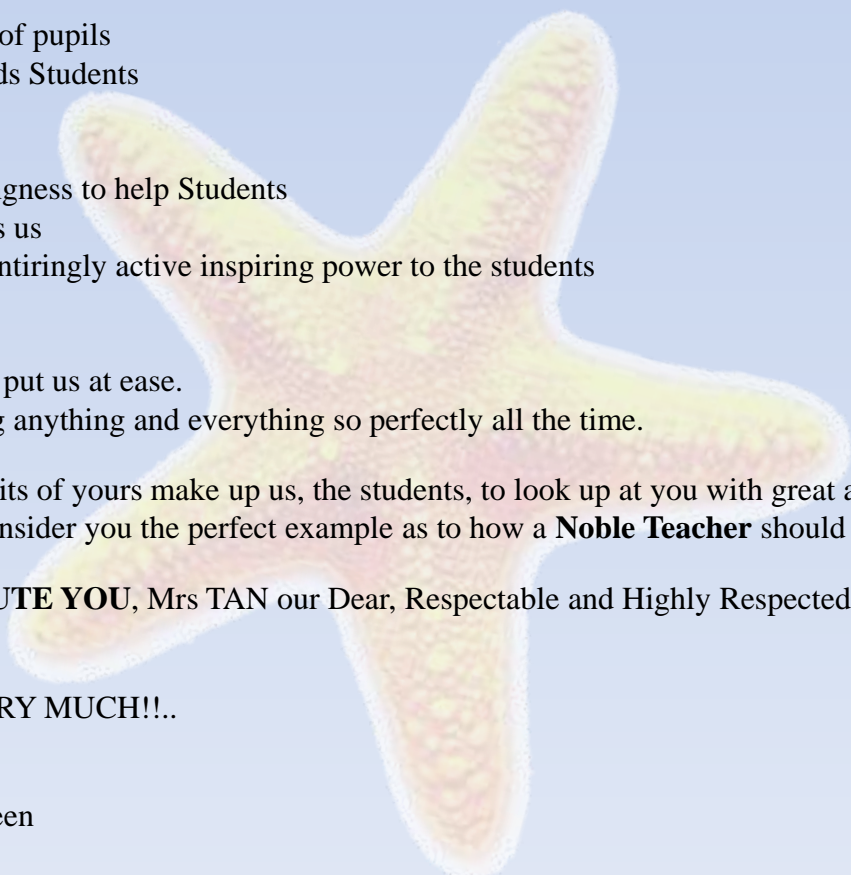 of pupils
ds Students
gness to help Students
s us
ntiringly active inspiring power to the students
put us at ease.
g anything and everything so perfectly all the time.
its of yours make up us, the students, to look up at you with great a
nsider you the perfect example as to how a Noble Teacher should
UTE YOU, Mrs TAN our Dear, Respectable and Highly Respected
RY MUCH!!..
een